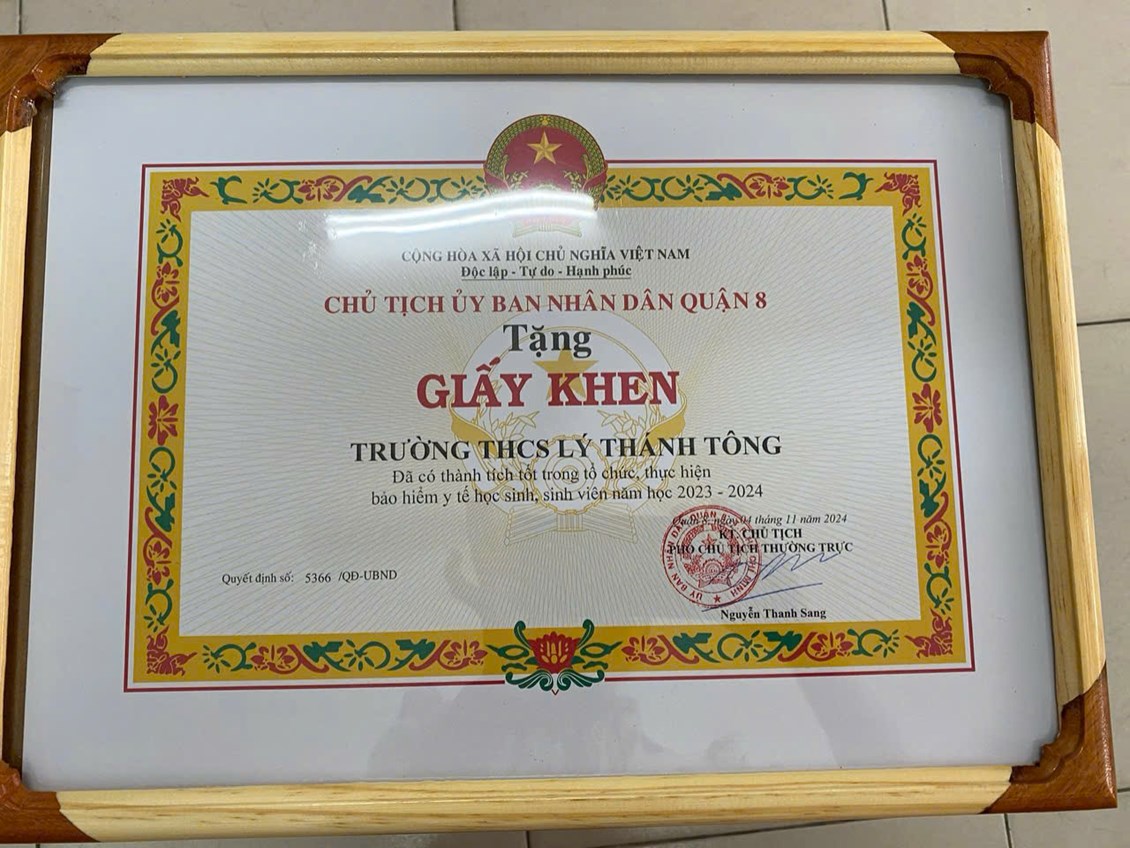 CỘNG HÒA XÃ HỘI CHỦ NGHĨA VIỆT NAM
Độc lập - Tự do - Hạnh phúc
CHỦ TỊCH ỦY BAN NHÂN DÂN QUẬN 8
Tặng
GIẤY KHEN
TRƯỜNG THCS LÝ THÁNH TÔNG
Đã có thành tích tốt trong tổ chức, thực hiện
bảo hiểm y tế học sinh, sinh viên năm học 2023 - 2024
Quận 8, ngày 04 tháng 11 năm 2024
KT. CHỦ TỊCH
PHÓ CHỦ TỊCH THƯỜNG TRỰC
Quyết định số: 5366 /QĐ-UBND
Nguyễn Thanh Sang